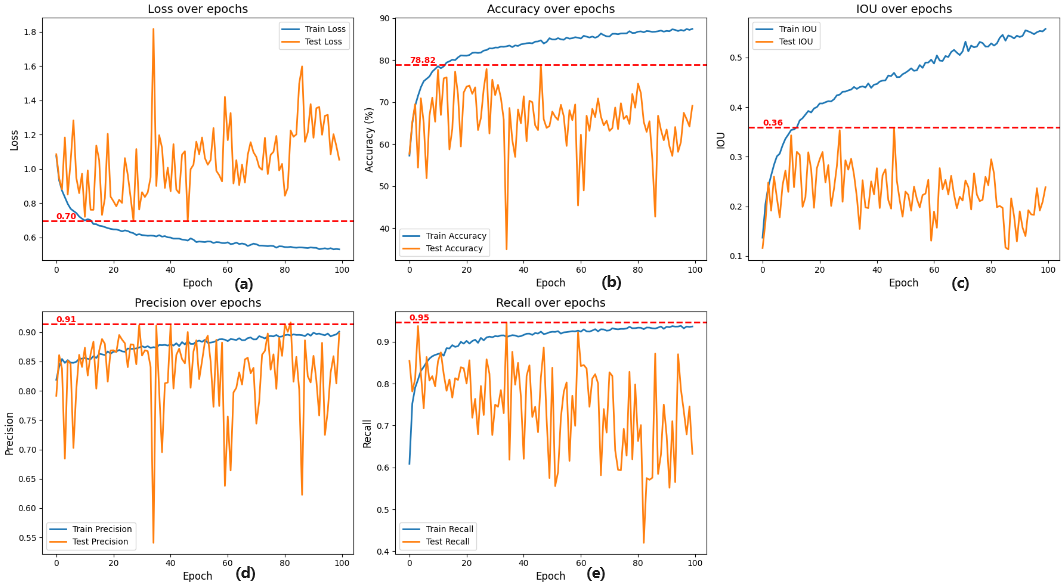 Loss over epochs
1.8
1.6
1.4
1.2
1.0
0.8
0.6
Loss
Train Loss
Test Loss
0.70
0 20 40 60 80 100
Epoch
(a)
Accuracy over epochs
90
80
70
60
50
40
Accuracy (%)
78.82
Train Accuracy
Test Accuracy
0 20 40 60 80 100
Epoch
(b)
IOU over epochs
0.5
0.4
0.3
0.2
0.1
IOU
Train IOU
Test IOU
0.36
0 20 40 60 80 100
Epoch
(c)
Precision over epochs
0.90
0.85
0.80
0.75
0.70
0.65
0.60
0.55
Precision
0.91
Train Precision
Test Precision
0 20 40 60 80 100
Epoch
(d)
Recall over epochs
0.9
0.8
0.7
0.6
0.5
0.4
Recall
0.95
Train Recall
Test Recall
0 20 40 60 80 100
Epoch
(e)